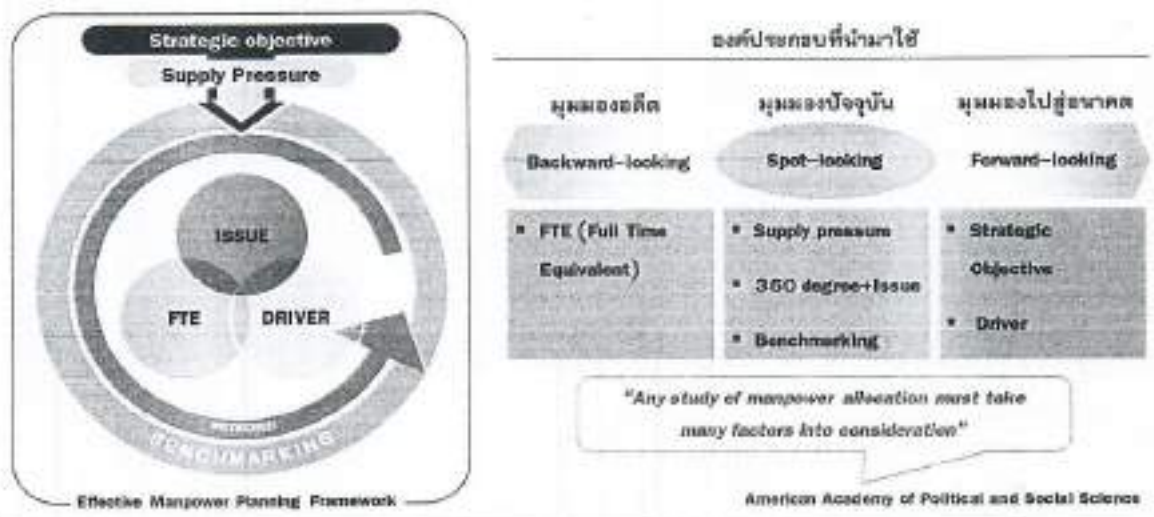 Strategic objective
Supply Pressure
ISSUE
FTE
DRIVER
BENCHMARKING
Effective Manpower Planning Framework
องค์ประกอบที่นำมาใช้
มุมมองอดีต
มุมมองปัจจุบัน
มุมมองไปสู่อนาคต
Backward-looking
Spot-looking
Forward-looking
▪ FTE (Full Time
Equivalent)
▪ Supply pressure
▪ 360 degree+Issue
▪ Benchmarking
▪ Strategic
Objective
▪ Driver
"Any study of manpower allocation must take
many factors into consideration"
American Academy of Political and Social Science